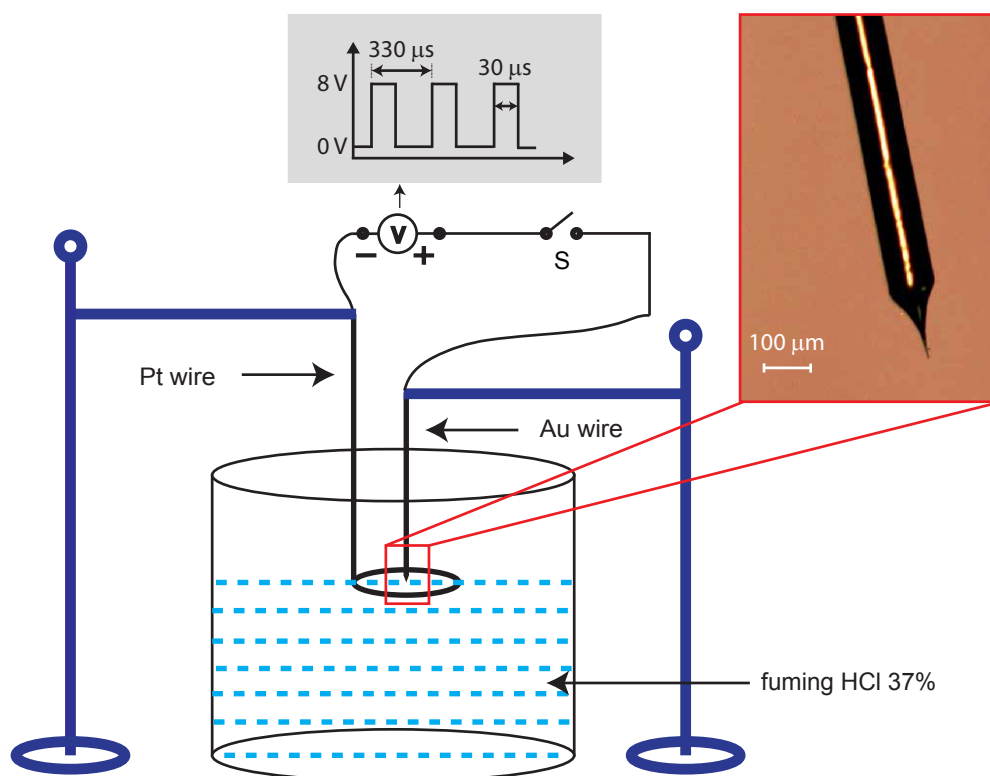 330 μs
30 μs
8 V
0 V
V
− +
S
100 μm
Pt wire
Au wire
fuming HCl 37%